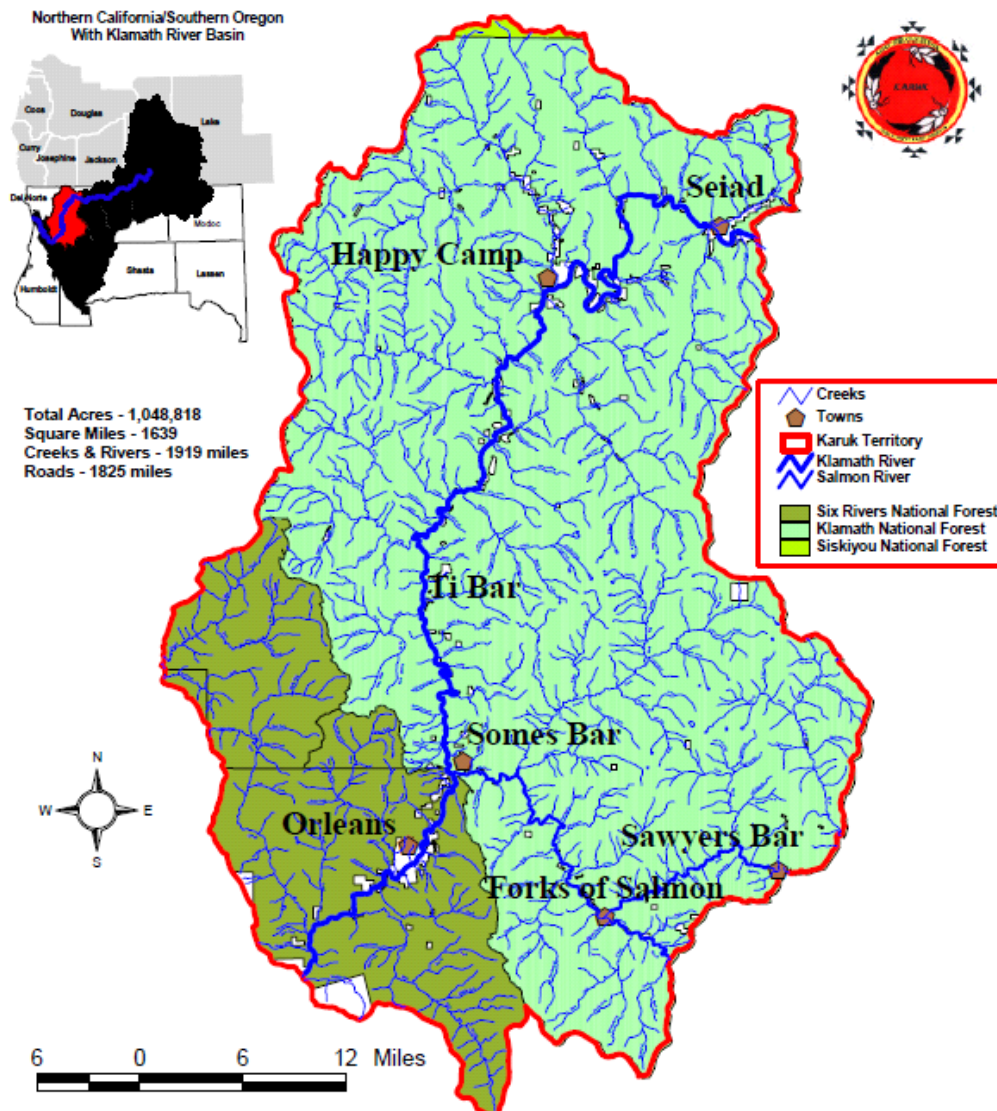 Northern California/Southern Oregon
With Klamath River Basin
Coos
Douglas
Lake
Curry
Josephine
Jackson
Del Norte
Modoc
Shasta
Lassen
Humboldt
KARUK
Seiad
Happy Camp
Total Acres - 1,048,818
Square Miles - 1639
Creeks & Rivers - 1919 miles
Roads - 1825 miles
Creeks
Towns
Karuk Territory
Klamath River
Salmon River
Six Rivers National Forest
Klamath National Forest
Siskiyou National Forest
Ti Bar
Somes Bar
N
W E
S
Orleans
Sawyers Bar
Forks of Salmon
6 0 6 12 Miles